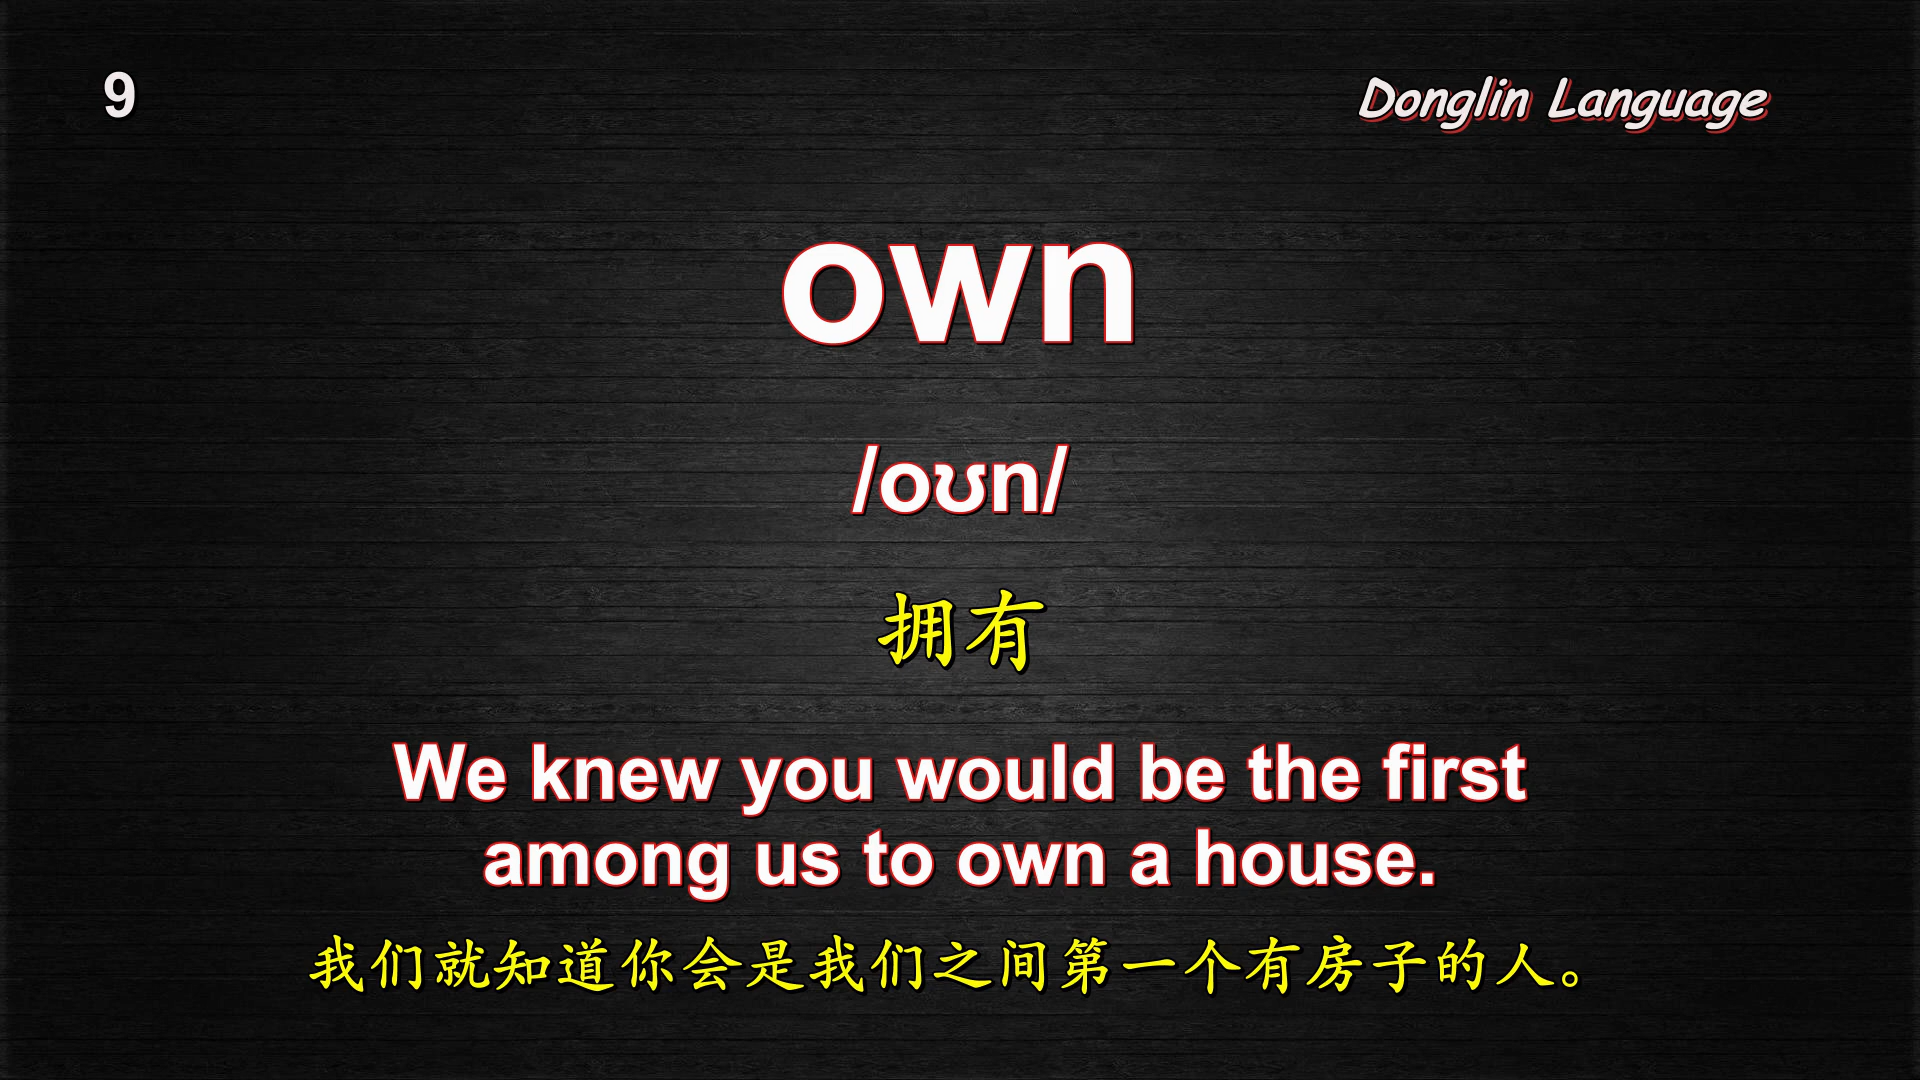 9
Donglin Language
own
/oʊn/
拥有
We knew you would be the first
among us to own a house.
我们就知道你会是我们之间第一个有房子的人。